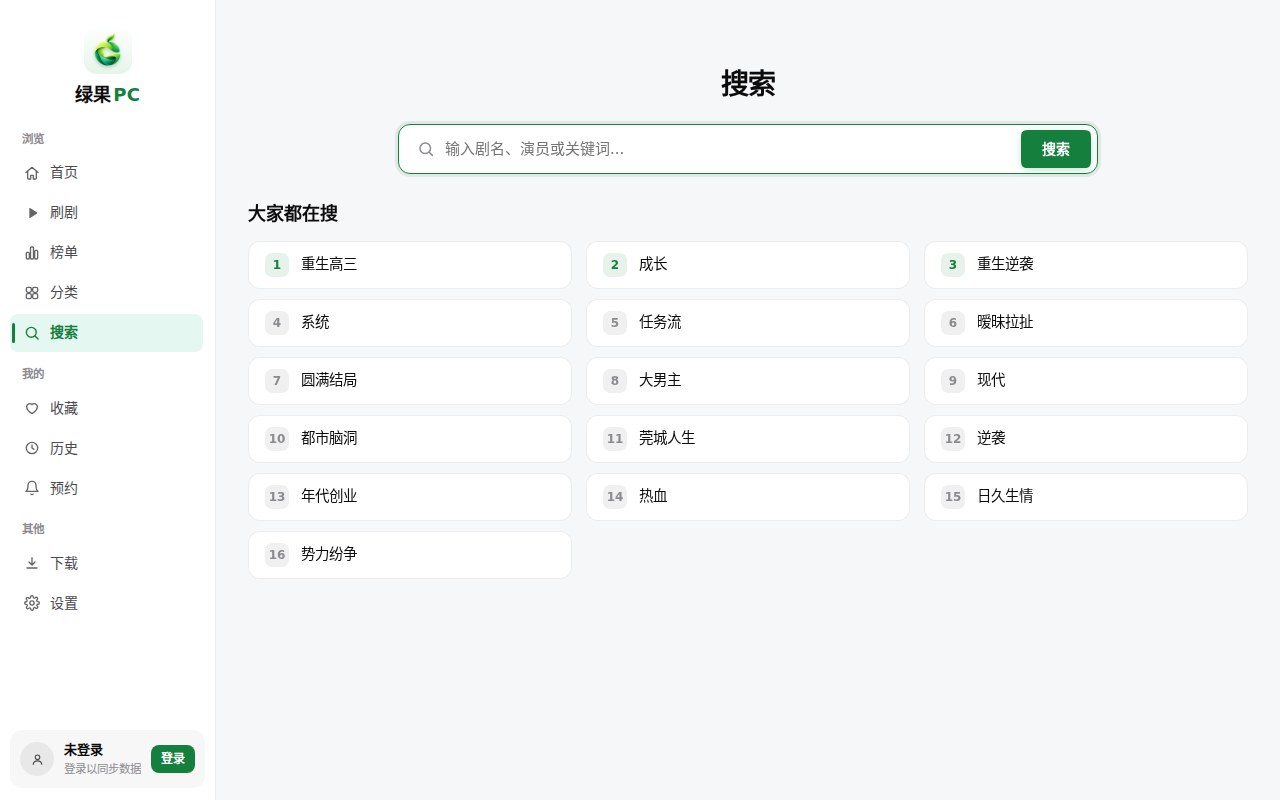 绿果 PC
浏览
首页
刷剧
榜单
分类
搜索
我的
收藏
历史
预约
其他
下载
设置
未登录
登录以同步数据
登录
搜索
输入剧名、演员或关键词...
搜索
大家都在搜
1 重生高三
2 成长
3 重生逆袭
4 系统
5 任务流
6 暧昧拉扯
7 圆满结局
8 大男主
9 现代
10 都市脑洞
11 莞城人生
12 逆袭
13 年代创业
14 热血
15 日久生情
16 势力纷争